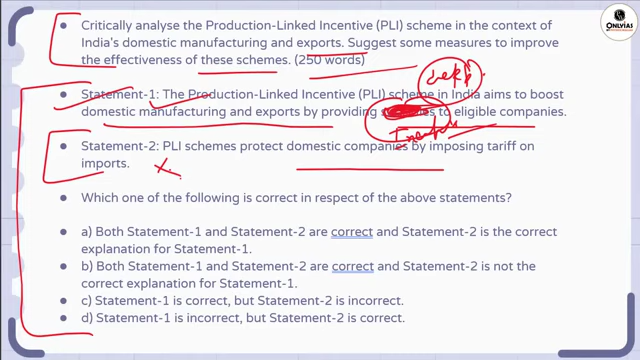 ONLYIAS
Critically analyse the Production-Linked Incentive (PLI) scheme in the context of
India's domestic manufacturing and exports. Suggest some measures to improve
the effectiveness of these schemes. (250 words)
Statement-1: The Production-Linked Incentive (PLI) scheme in India aims to boost
domestic manufacturing and exports by providing to eligible companies.
Statement-2: PLI schemes protect domestic companies by imposing tariff on
imports.
Which one of the following is correct in respect of the above statements?
a) Both Statement-1 and Statement-2 are correct and Statement-2 is the correct
explanation for Statement-1.
b) Both Statement-1 and Statement-2 are correct and Statement-2 is not the
correct explanation for Statement-1.
c) Statement-1 is correct, but Statement-2 is incorrect.
d) Statement-1 is incorrect, but Statement-2 is correct.